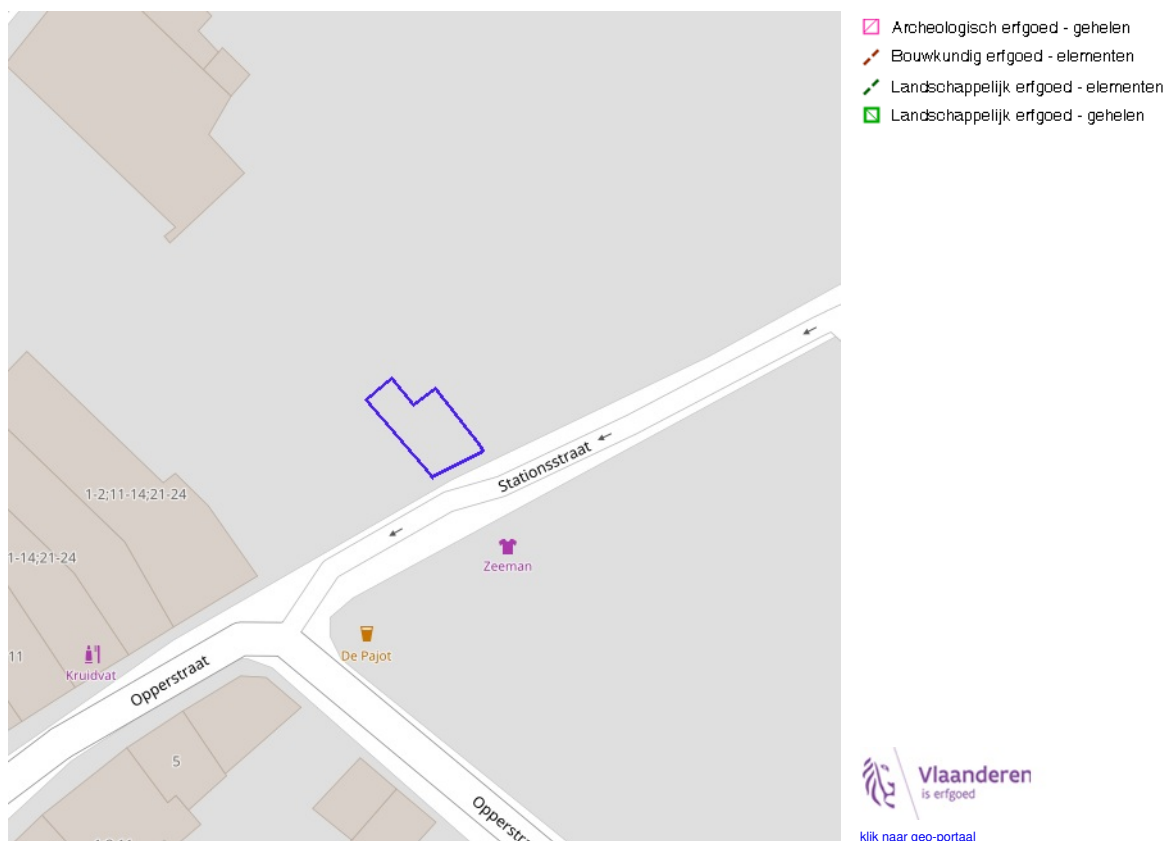 Archeologisch erfgoed - gehelen
Bouwkundig erfgoed - elementen
Landschappelijk erfgoed - elementen
Landschappelijk erfgoed - gehelen
Stationsstraat
1-2;11-14;21-24
1-14;21-24
Zeeman
De Pajot
11
Kruidvat
Opperstraat
5
Opperstra
Vlaanderen
is erfgoed
klik naar geo-portaal